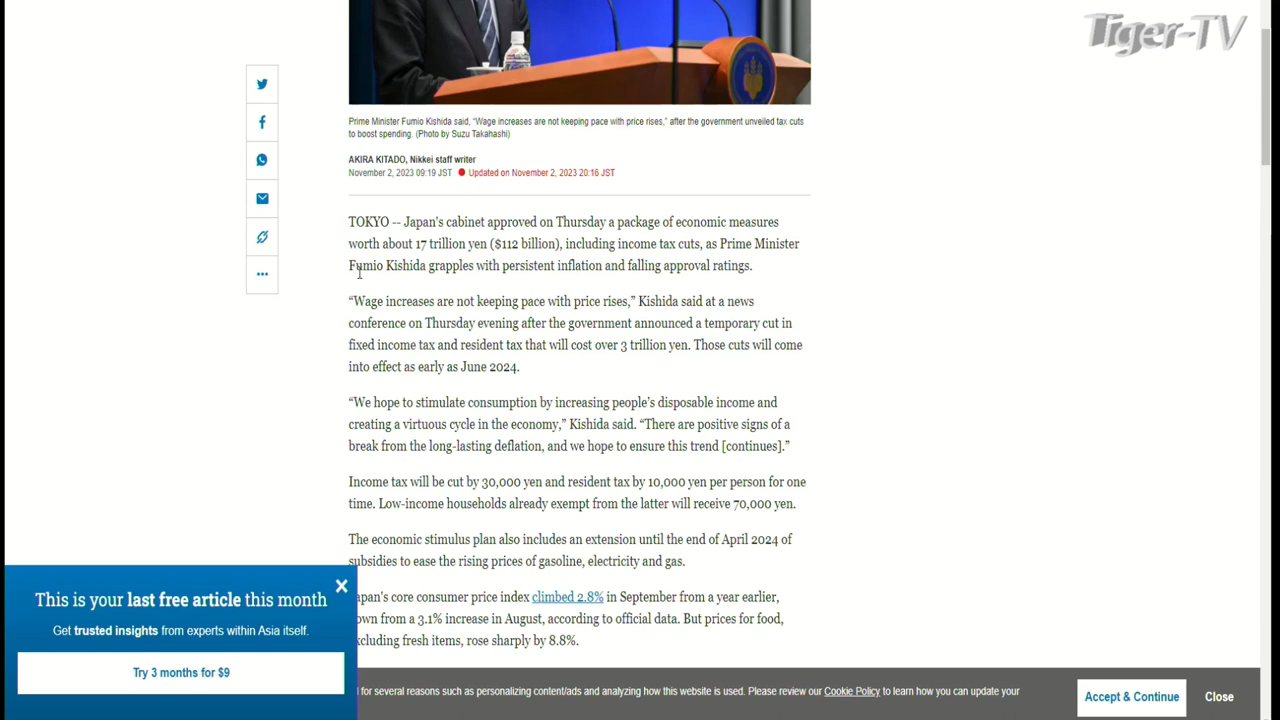 Tiger-TV
Prime Minister Fumio Kishida said, "Wage increases are not keeping pace with price rises," after the government unveiled tax cuts
to boost spending. (Photo by Suzu Takahashi)
AKIRA KITADO, Nikkei staff writer
November 2, 2023 09:19 JST Updated on November 2, 2023 20:16 JST
TOKYO -- Japan's cabinet approved on Thursday a package of economic measures
worth about 17 trillion yen ($112 billion), including income tax cuts, as Prime Minister
Fumio Kishida grapples with persistent inflation and falling approval ratings.
“Wage increases are not keeping pace with price rises,” Kishida said at a news
conference on Thursday evening after the government announced a temporary cut in
fixed income tax and resident tax that will cost over 3 trillion yen. Those cuts will come
into effect as early as June 2024.
“We hope to stimulate consumption by increasing people's disposable income and
creating a virtuous cycle in the economy,” Kishida said. “There are positive signs of a
break from the long-lasting deflation, and we hope to ensure this trend [continues].”
Income tax will be cut by 30,000 yen and resident tax by 10,000 yen per person for one
time. Low-income households already exempt from the latter will receive 70,000 yen.
The economic stimulus plan also includes an extension until the end of April 2024 of
subsidies to ease the rising prices of gasoline, electricity and gas.
apan's core consumer price index climbed 2.8% in September from a year earlier,
own from a 3.1% increase in August, according to official data. But prices for food,
xcluding fresh items, rose sharply by 8.8%.
This is your last free article this month
Get trusted insights from experts within Asia itself.
Try 3 months for $9
for several reasons such as personalizing content/ads and analyzing how this website is used. Please review our Cookie Policy to learn how you can update your
Accept & Continue
Close